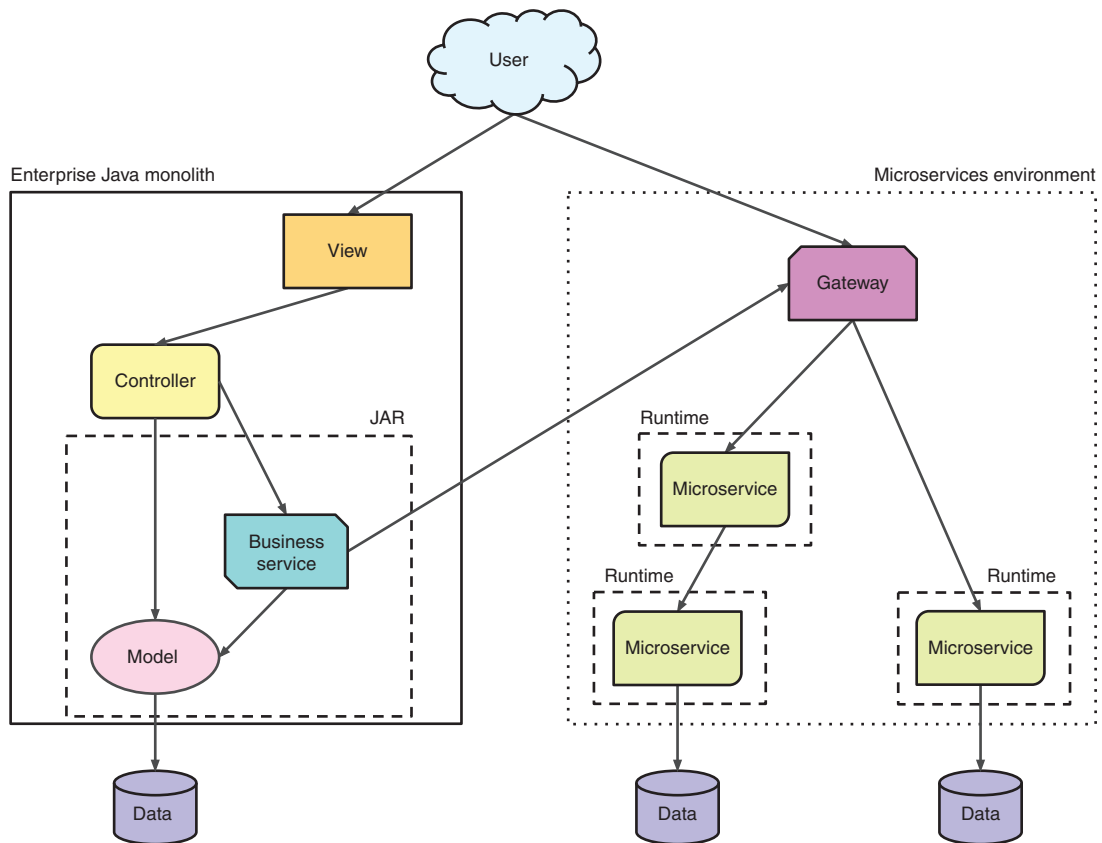 User
Enterprise Java monolith
Microservices environment
View
Gateway
Controller
JAR
Runtime
Microservice
Business
service
Runtime
Runtime
Microservice
Microservice
Model
Data
Data
Data